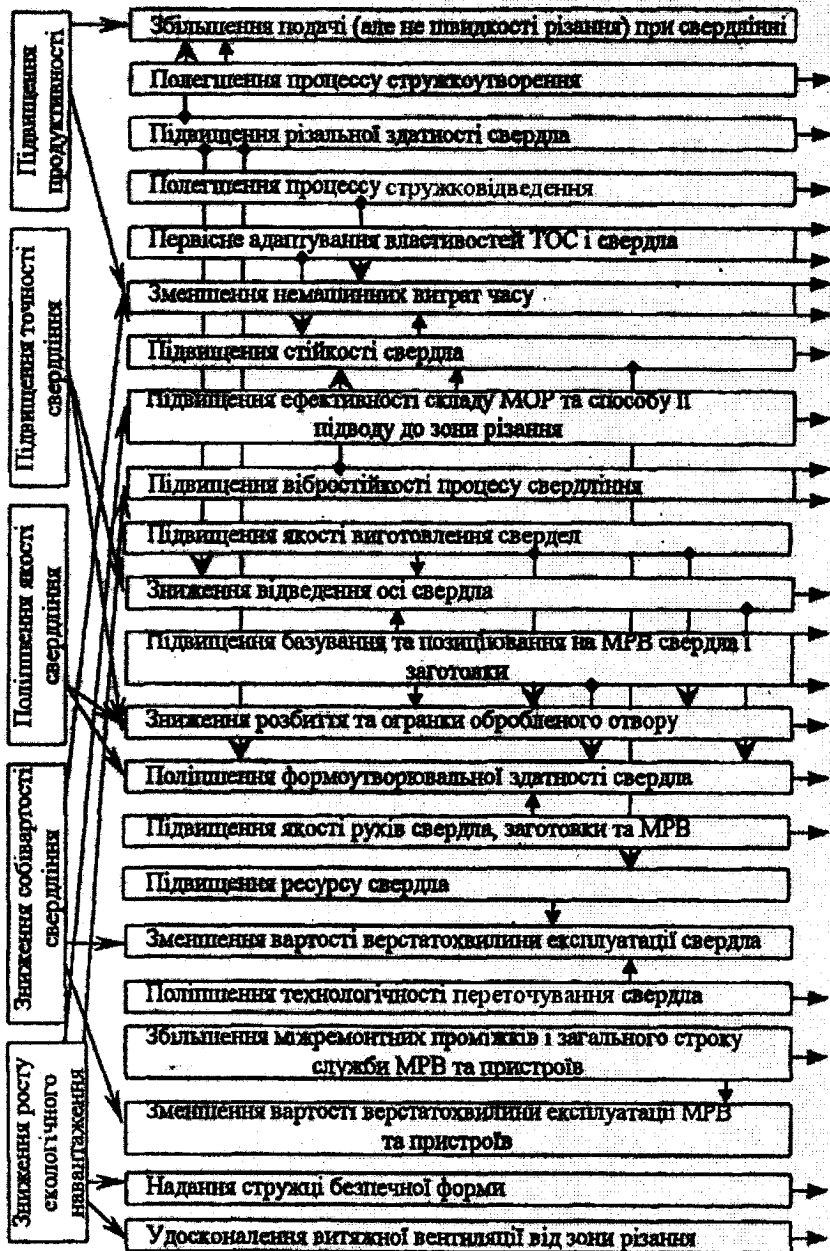 Підвищення
продуктивності
Підвищення точності
свердління
Поліпшення якості
свердління
Зниження собівартості
свердління
Зниження росту
екологічного
навантаження
Збільшення подачі (але не швидкості різання) при свердлінні
Полегшення процессу стружкоутворення
Підвищення різальної здатності свердла
Полегшення процессу стружковідведення
Первісне адаптування властивостей ТОС і свердла
Зменшення немашинних витрат часу
Підвищення стійкості свердла
Підвищення ефективності складу МОР та способу її
підводу до зони різання
Підвищення вібростійкості процесу свердління
Підвищення якості виготовлення свердел
Зниження відведення осі свердла
Підвищення базування та позиціювання на МРВ свердла і
заготовки
Зниження розбиття та огранки обробленого отвору
Поліпшення формоутворювальної здатності свердла
Підвищення якості рухів свердла, заготовки та МРВ
Підвищення ресурсу свердла
Зменшення вартості верстатохвилини експлуатації свердла
Поліпшення технологічності переточування свердла
Збільшення міжремонтних проміжків і загального строку
служби МРВ та пристроїв
Зменшення вартості верстатохвилини експлуатації МРВ
та пристроїв
Надання стружці безпечної форми
Удосконалення витяжної вентиляції від зони різання